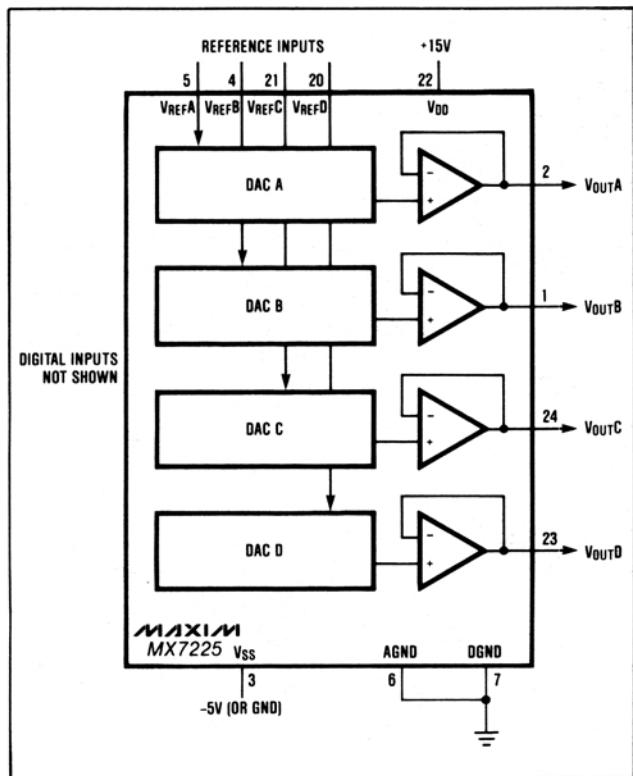 REFERENCE INPUTS
+15V
5 4 21 20 22
VREFA VREFB VREFC VREFD VDD
DAC A
- 
+
2
VOUTA
DAC B
-
+
1
VOUTB
DIGITAL INPUTS
NOT SHOWN
DAC C
-
+
24
VOUTC
DAC D
-
+
23
VOUTD
MAXIM
MX7225
VSS
AGND
DGND
3
6
7
-5V (OR GND)